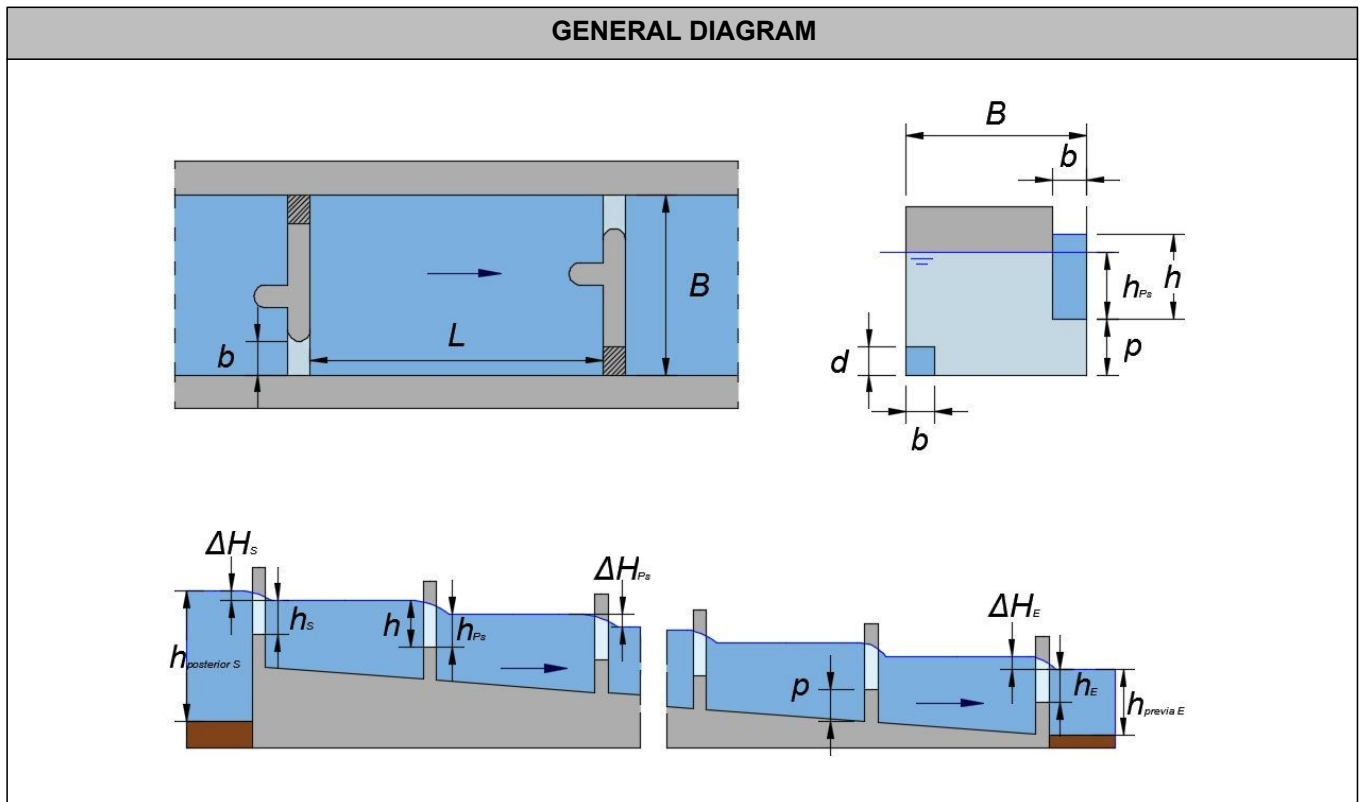 GENERAL DIAGRAM
B
b
b
L
B
h
hPs
p
d
b
ΔHS
ΔHPs
ΔHE
hS
h
hPs
hposterior S
p
hE
hprevia E